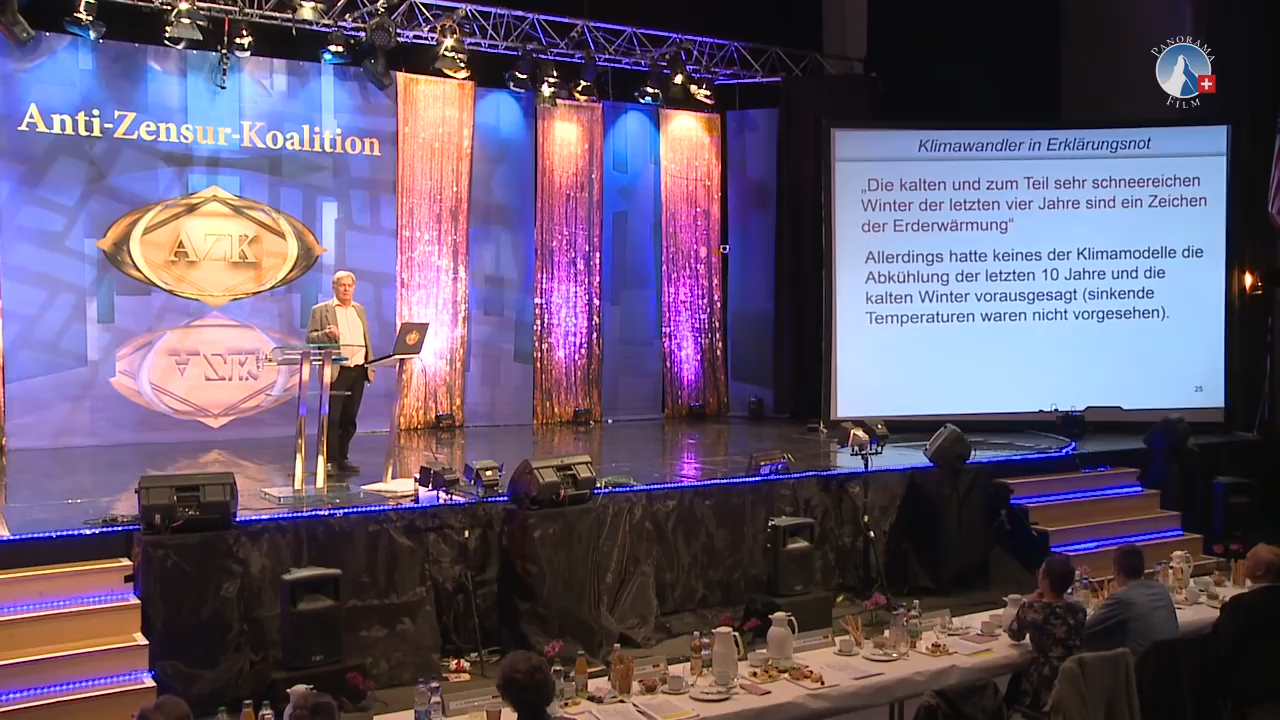 PANORAMA
FILM
Anti-Zensur-Koalition
AZK
Klimawandler in Erklärungsnot
„Die kalten und zum Teil sehr schneereichen
Winter der letzten vier Jahre sind ein Zeichen
der Erderwärmung“
Allerdings hatte keines der Klimamodelle die
Abkühlung der letzten 10 Jahre und die
kalten Winter vorausgesagt (sinkende
Temperaturen waren nicht vorgesehen).
25